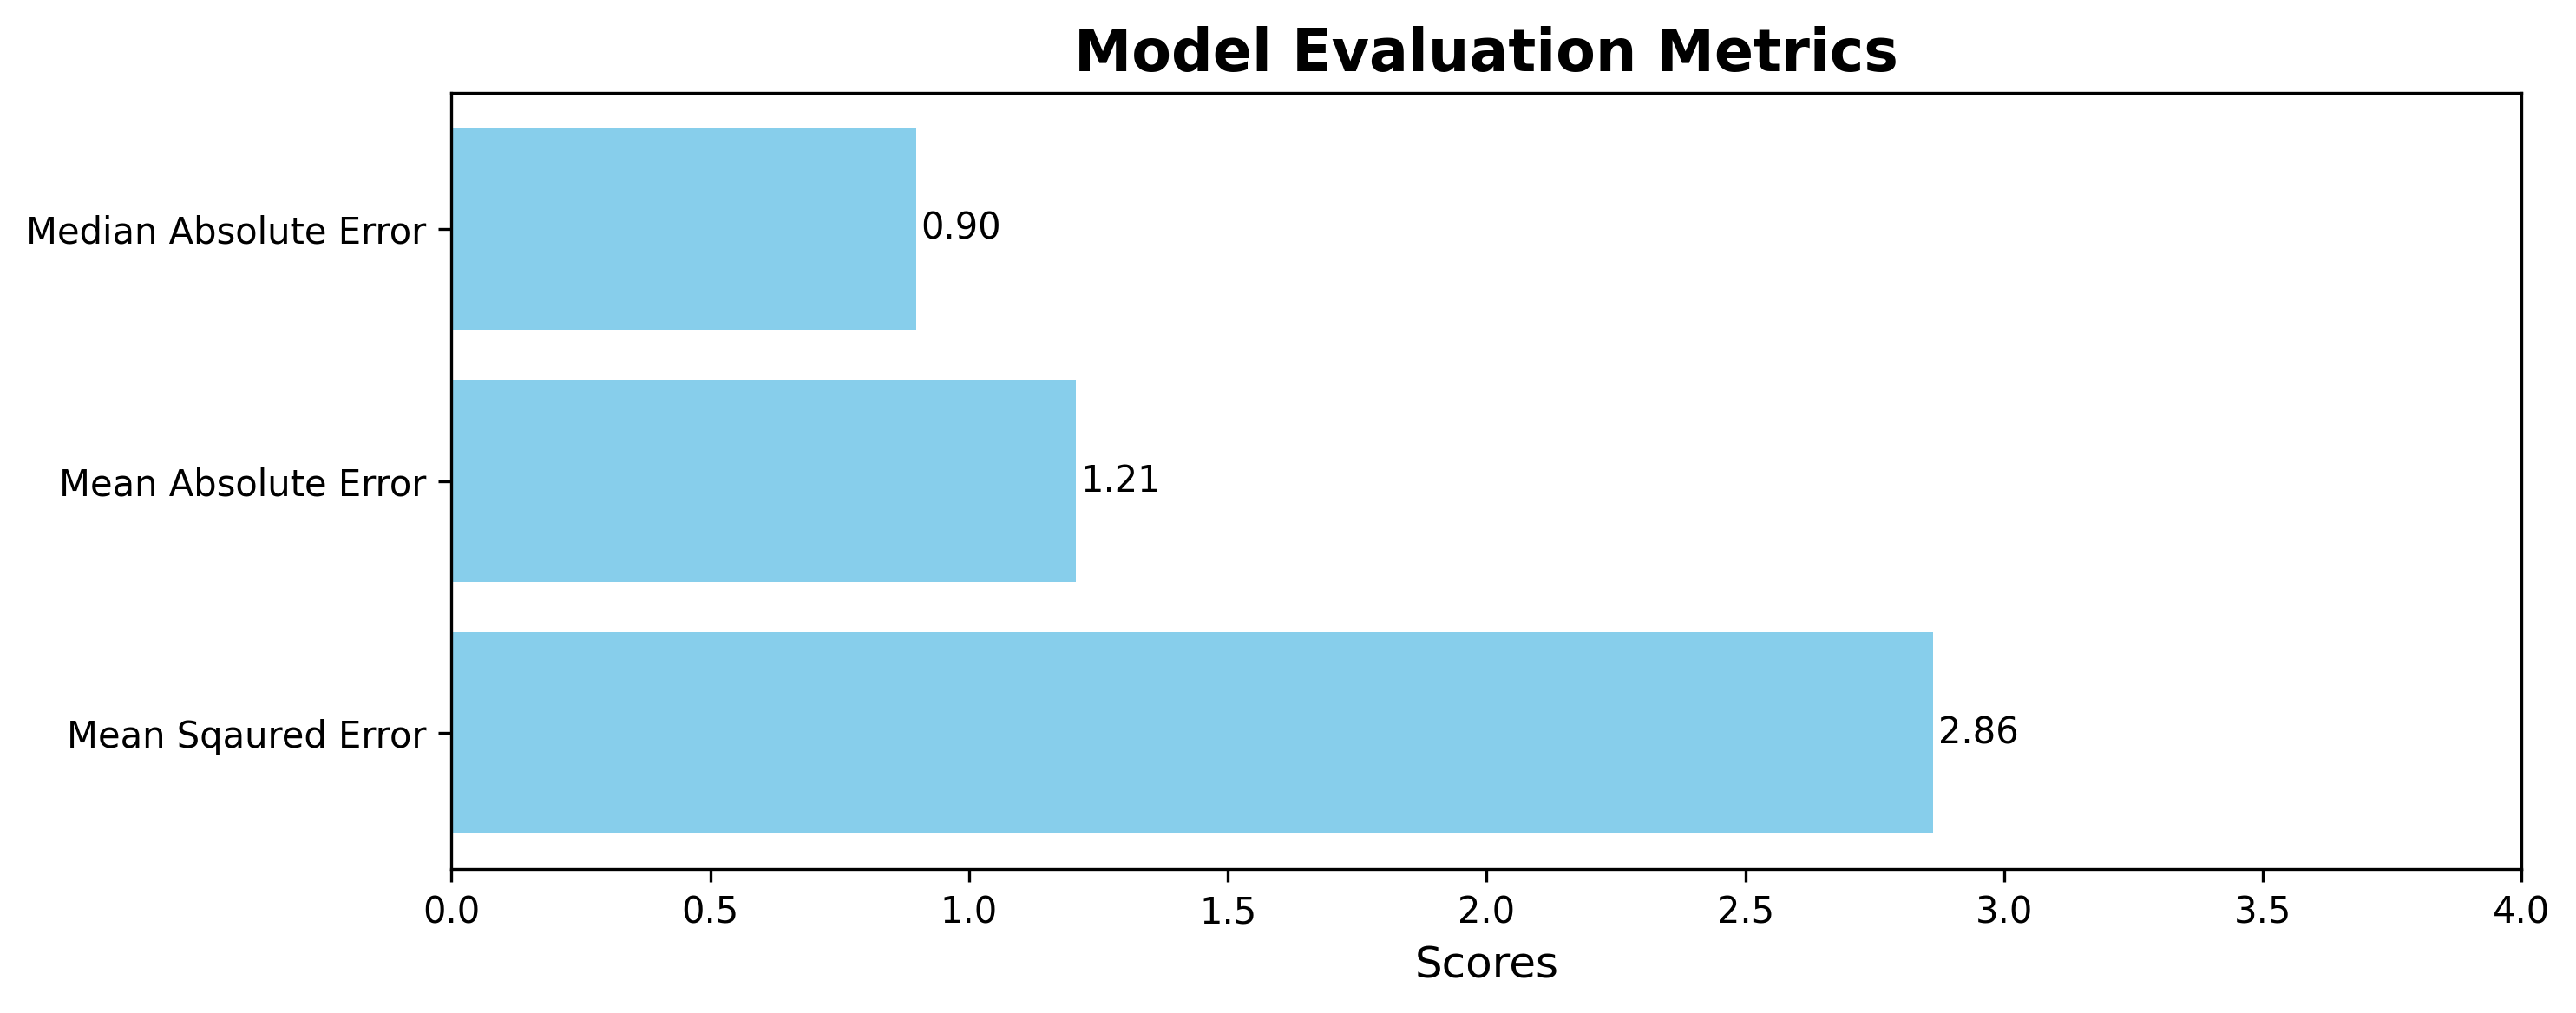 Model Evaluation Metrics
Median Absolute Error
0.90
Mean Absolute Error
1.21
Mean Sqaured Error
2.86
0.0 0.5 1.0 1.5 2.0 2.5 3.0 3.5 4.0
Scores